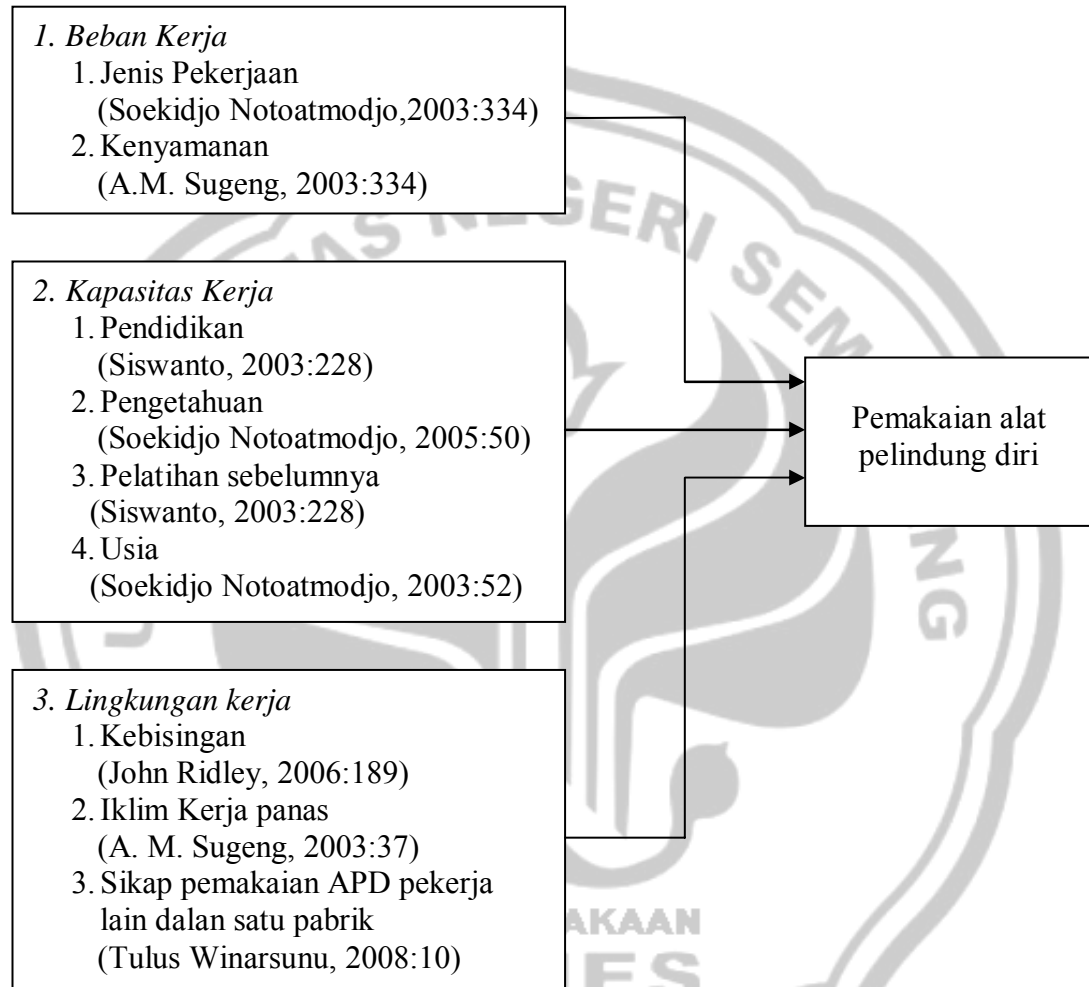 1. Beban Kerja
1. Jenis Pekerjaan
(Soekidjo Notoatmodjo,2003:334)
2. Kenyamanan
(A.M. Sugeng, 2003:334)
2. Kapasitas Kerja
1. Pendidikan
(Siswanto, 2003:228)
2. Pengetahuan
(Soekidjo Notoatmodjo, 2005:50)
3. Pelatihan sebelumnya
(Siswanto, 2003:228)
4. Usia
(Soekidjo Notoatmodjo, 2003:52)
3. Lingkungan kerja
1. Kebisingan
(John Ridley, 2006:189)
2. Iklim Kerja panas
(A. M. Sugeng, 2003:37)
3. Sikap pemakaian APD pekerja
lain dalan satu pabrik
(Tulus Winarsunu, 2008:10)
Pemakaian alat
pelindung diri
NEGERI